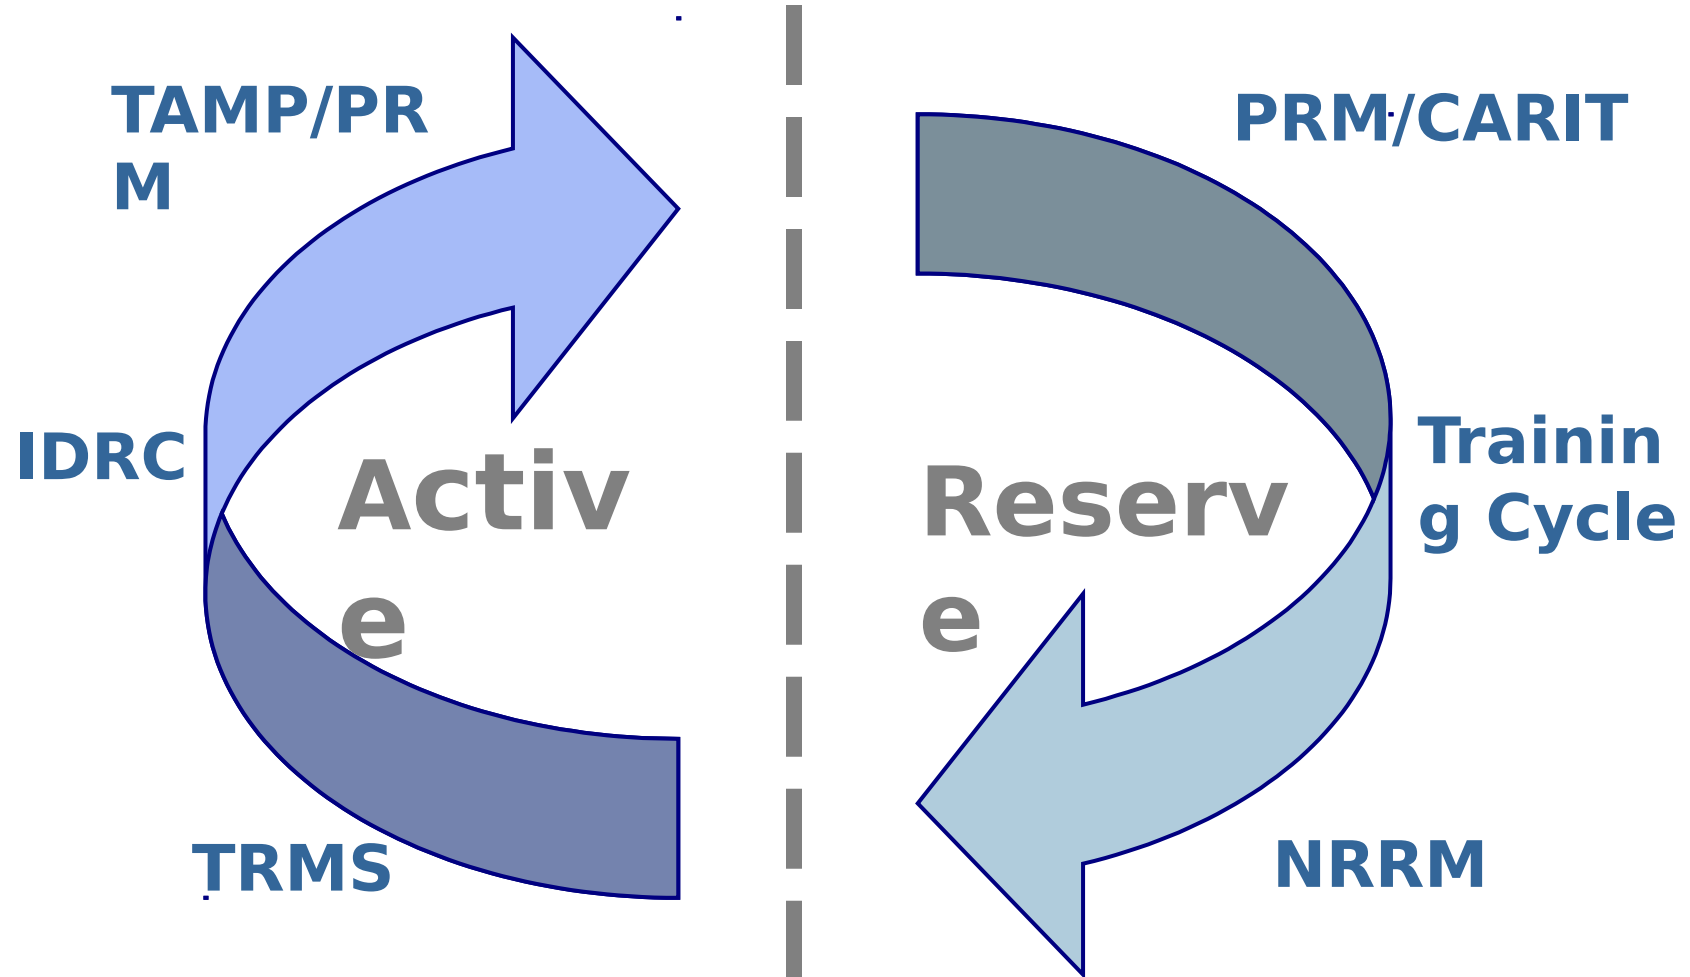 TAMP/PR
M
PRM/CARIT
IDRC
Activ
e
Reserv
e
Trainin
g Cycle
TRMS
NRRM